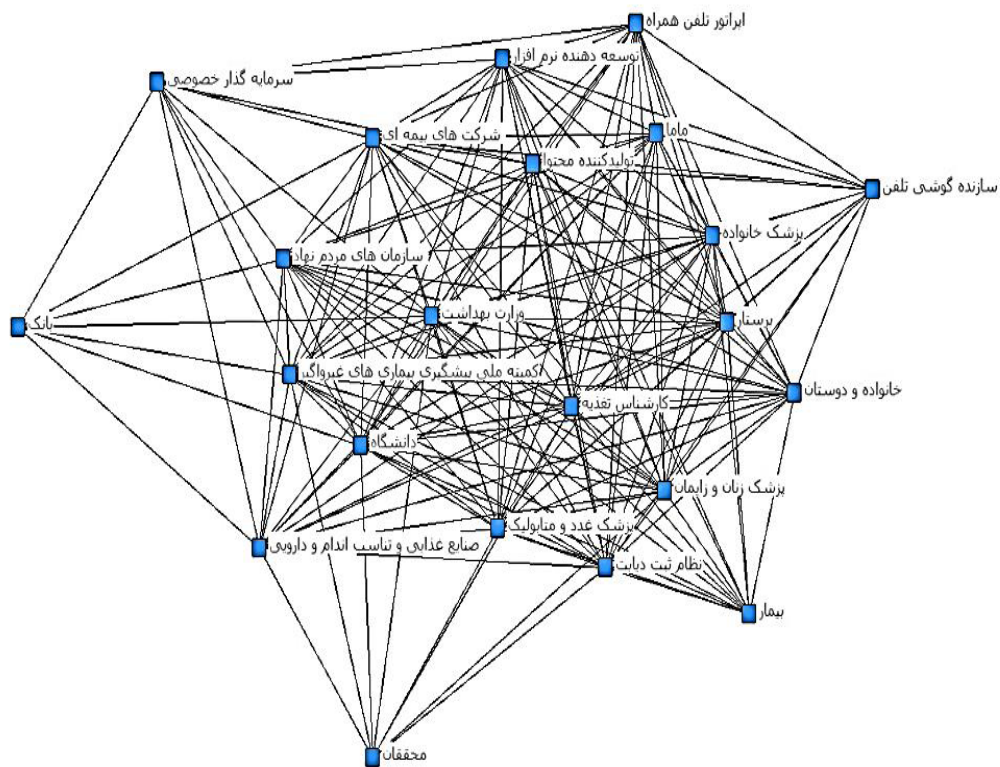 اپراتور تلفن همراه
توسعه دهنده نرم افزار
سرمایه گذار خصوصی
ماما
شرکت های بیمه ای
تولیدکننده محتوا
سازنده گوشی تلفن
پزشک خانواده
سازمان های مردم نهاد
وزارت بهداشت
پرستار
بانک
کمیته ملی پیشگیری بیماری های غیرواگیر
خانواده و دوستان
کارشناس تغذیه
دانشگاه
پزشک زنان و زایمان
پزشک غدد و متابولیک
صنایع غذایی و تناسب اندام و دارویی
نظام ثبت دیابت
بیمار
محققان